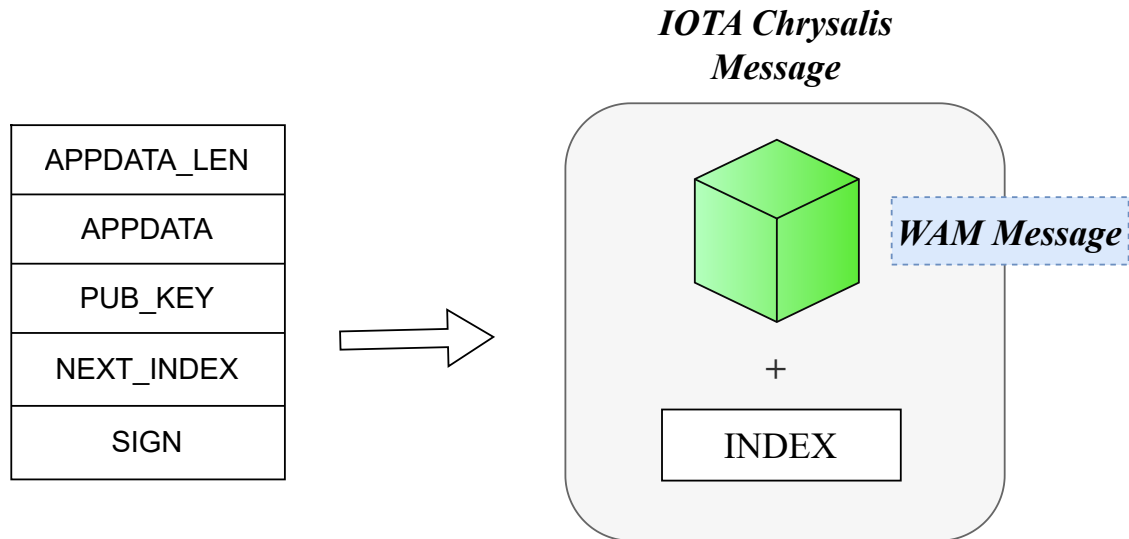 IOTA Chrysalis
Message
APPDATA_LEN
APPDATA
PUB_KEY
NEXT_INDEX
SIGN
WAM Message
+
INDEX